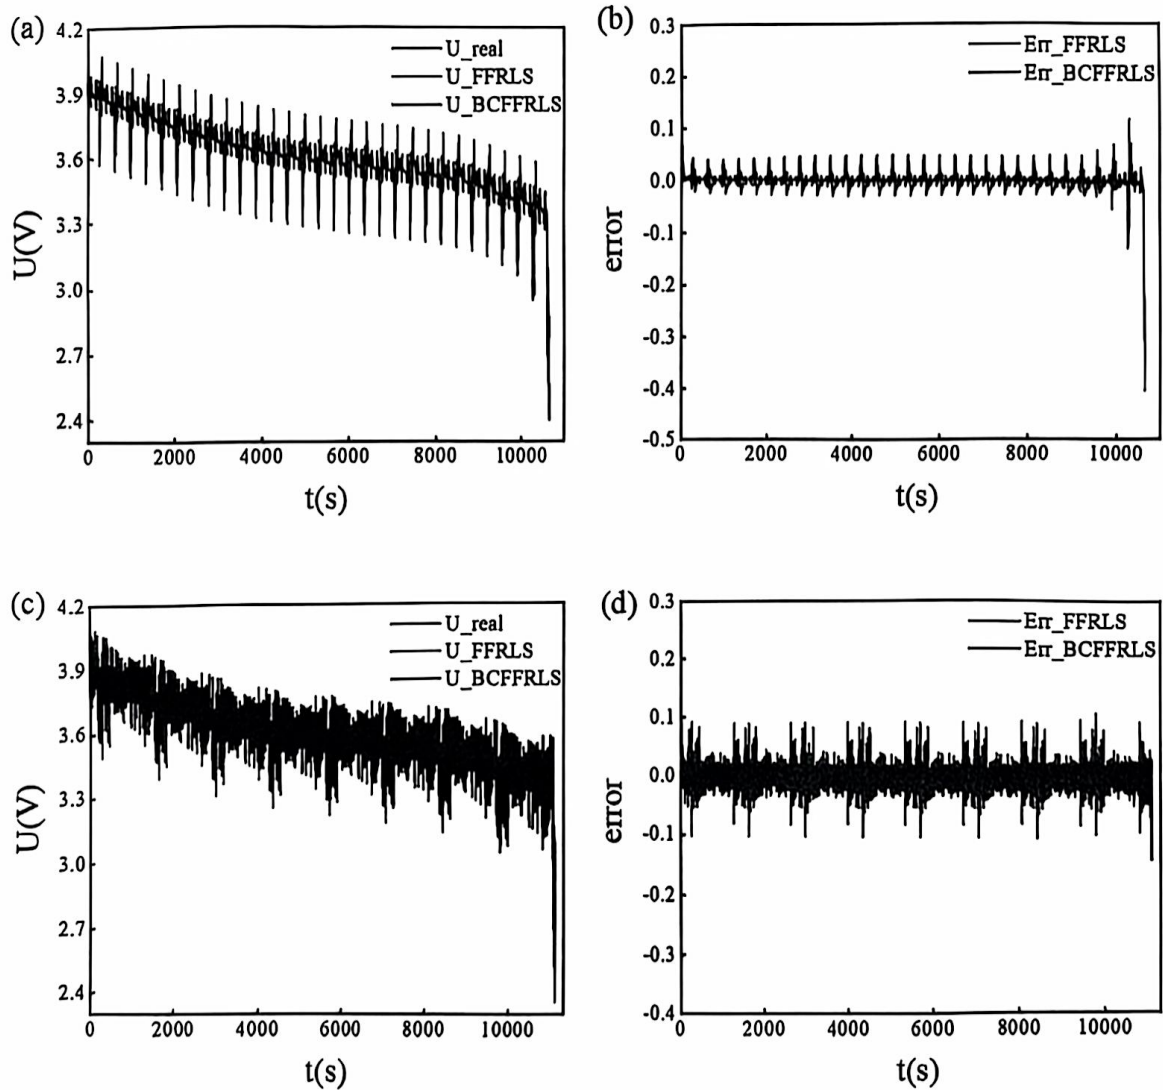 (a)
4.2
3.9
3.6
3.3
3.0
2.7
2.4
U(V)
U_real
U_FFRLS
U_BCFFRLS
0 2000 4000 6000 8000 10000
t(s)
(b)
0.3
0.2
0.1
0.0
-0.1
-0.2
-0.3
-0.4
-0.5
error
Err_FFRLS
Err_BCFFRLS
0 2000 4000 6000 8000 10000
t(s)
(c)
4.2
3.9
3.6
3.3
3.0
2.7
2.4
U(V)
U_real
U_FFRLS
U_BCFFRLS
0 2000 4000 6000 8000 10000
t(s)
(d)
0.3
0.2
0.1
0.0
-0.1
-0.2
-0.3
-0.4
error
Err_FFRLS
Err_BCFFRLS
0 2000 4000 6000 8000 10000
t(s)